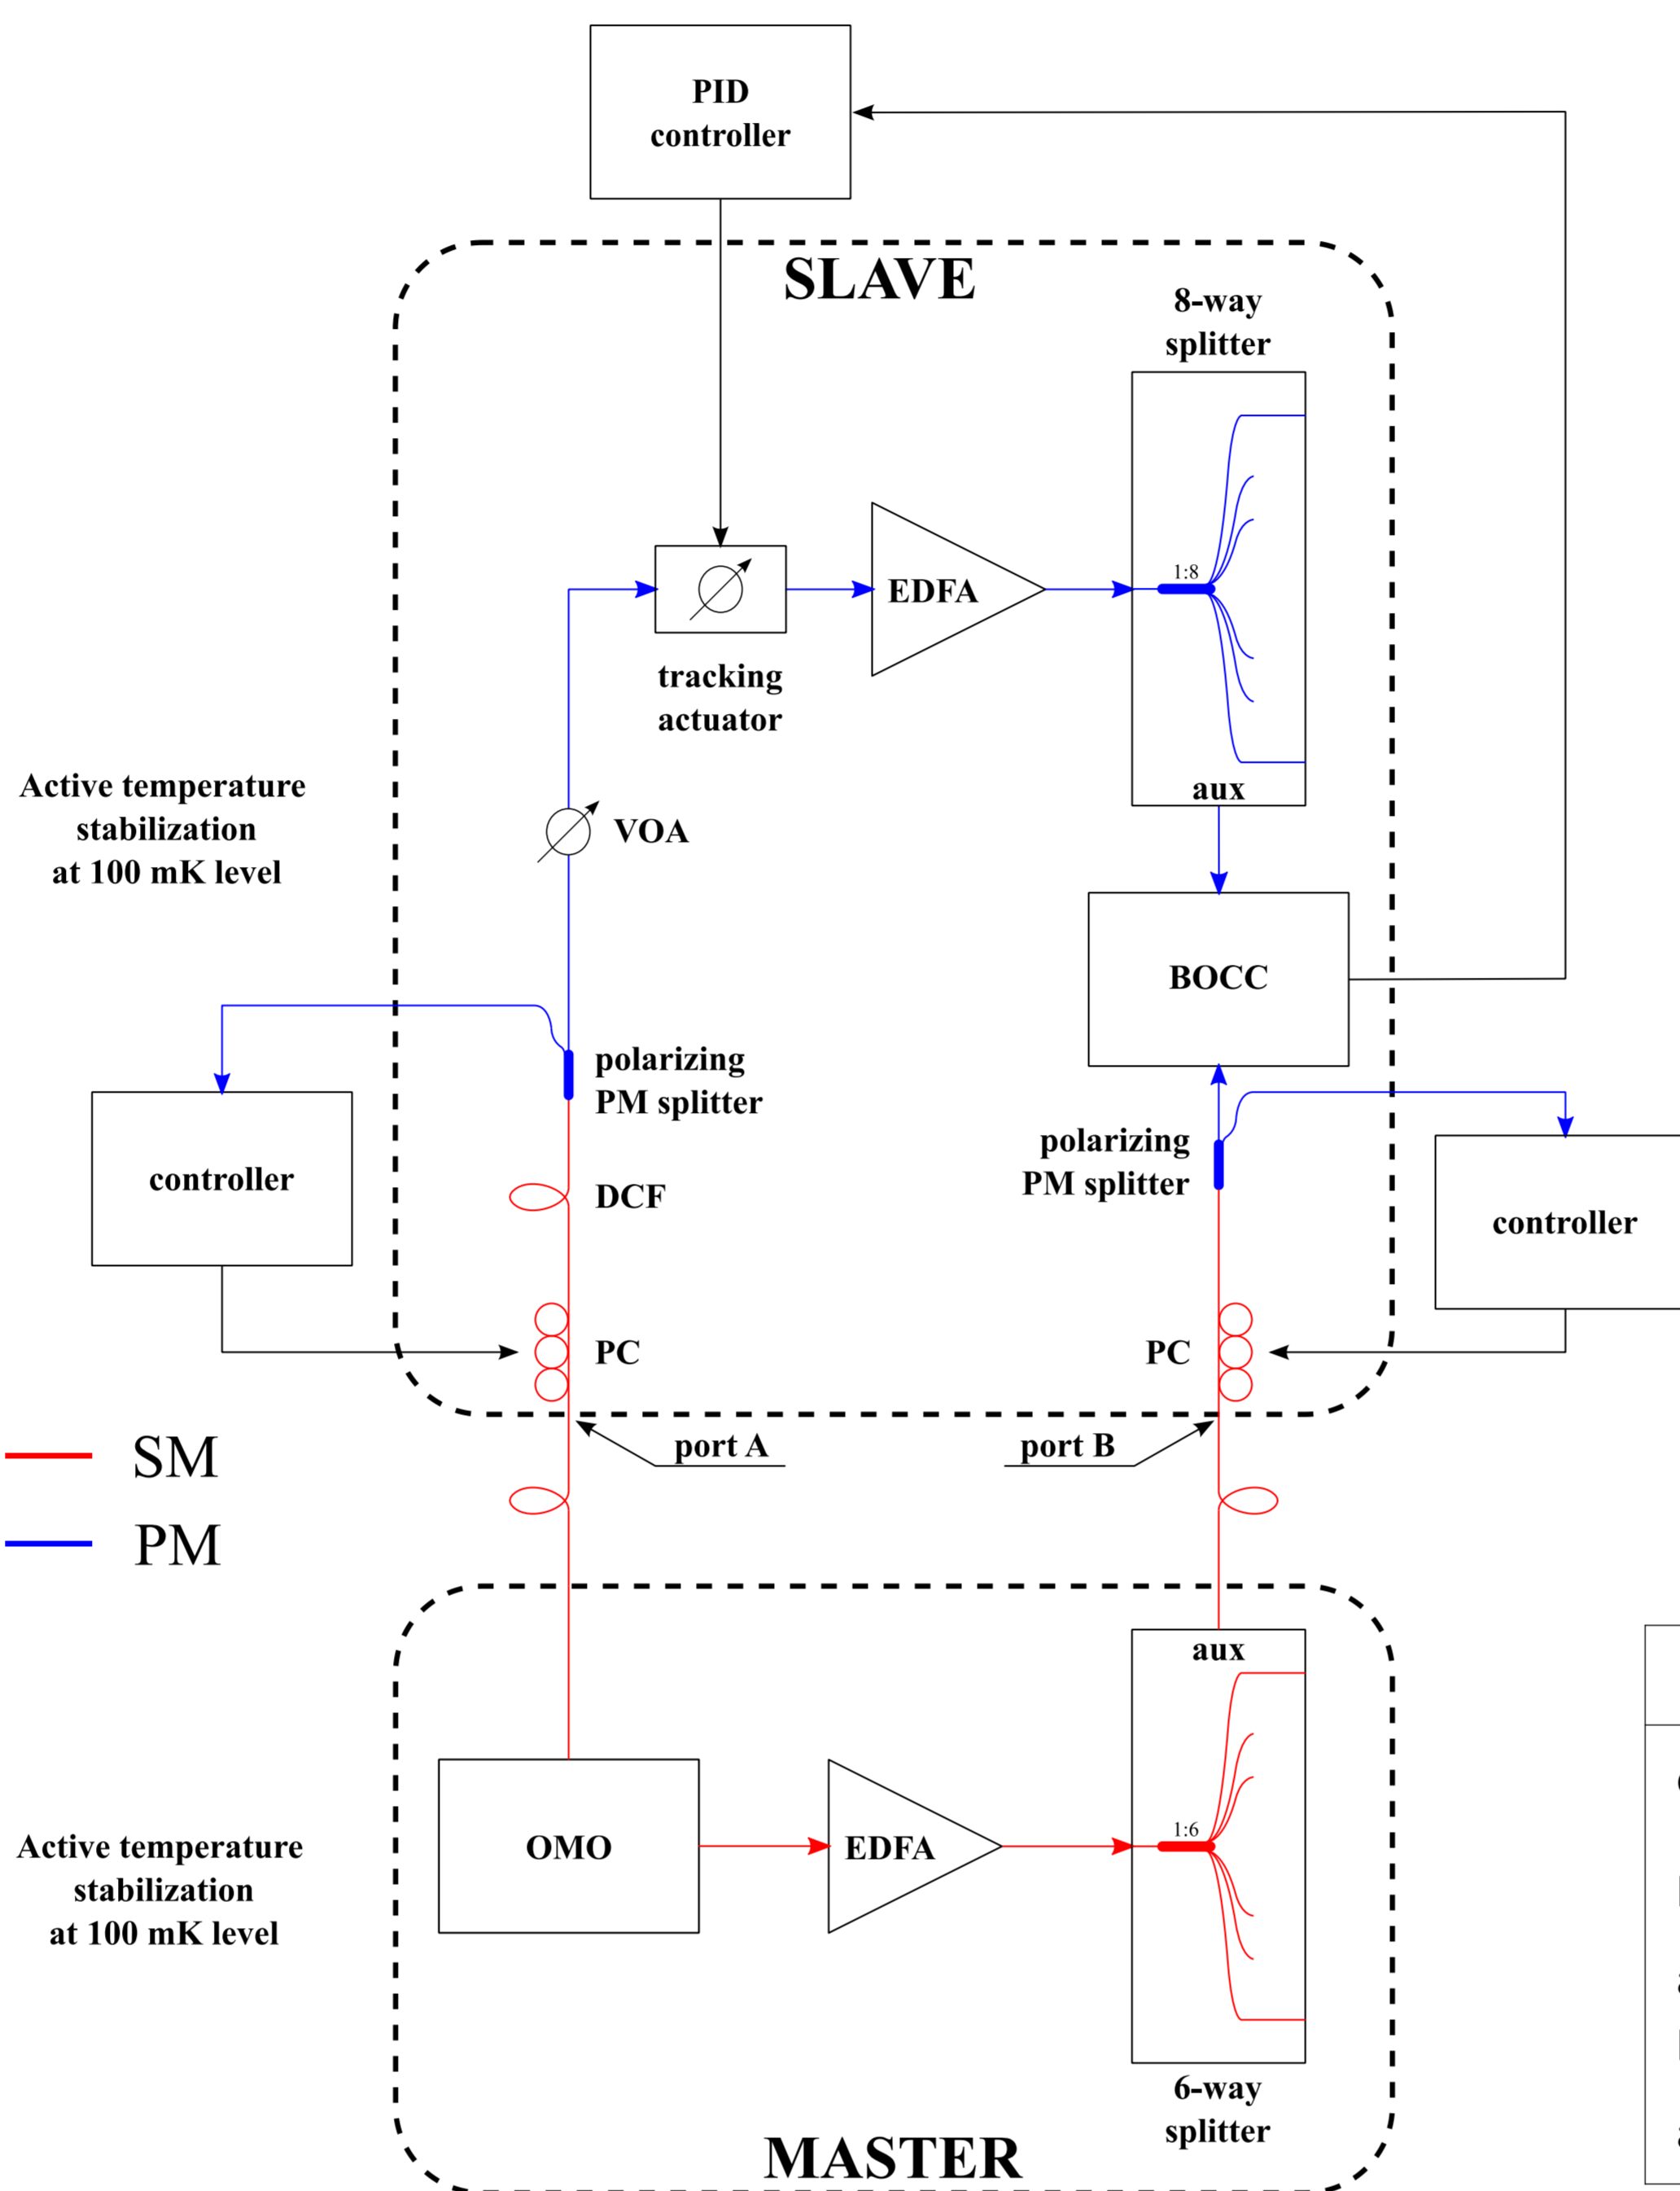 PID
controller
SLAVE
8-way
splitter
1:8
EDFA
tracking
actuator
aux
Active temperature
stabilization
at 100 mK level
VOA
BOCC
polarizing
PM splitter
polarizing
PM splitter
controller
DCF
controller
PC
PC
port A
port B
SM
PM
aux
1:6
OMO
EDFA
Active temperature
stabilization
at 100 mK level
6-way
splitter
MASTER